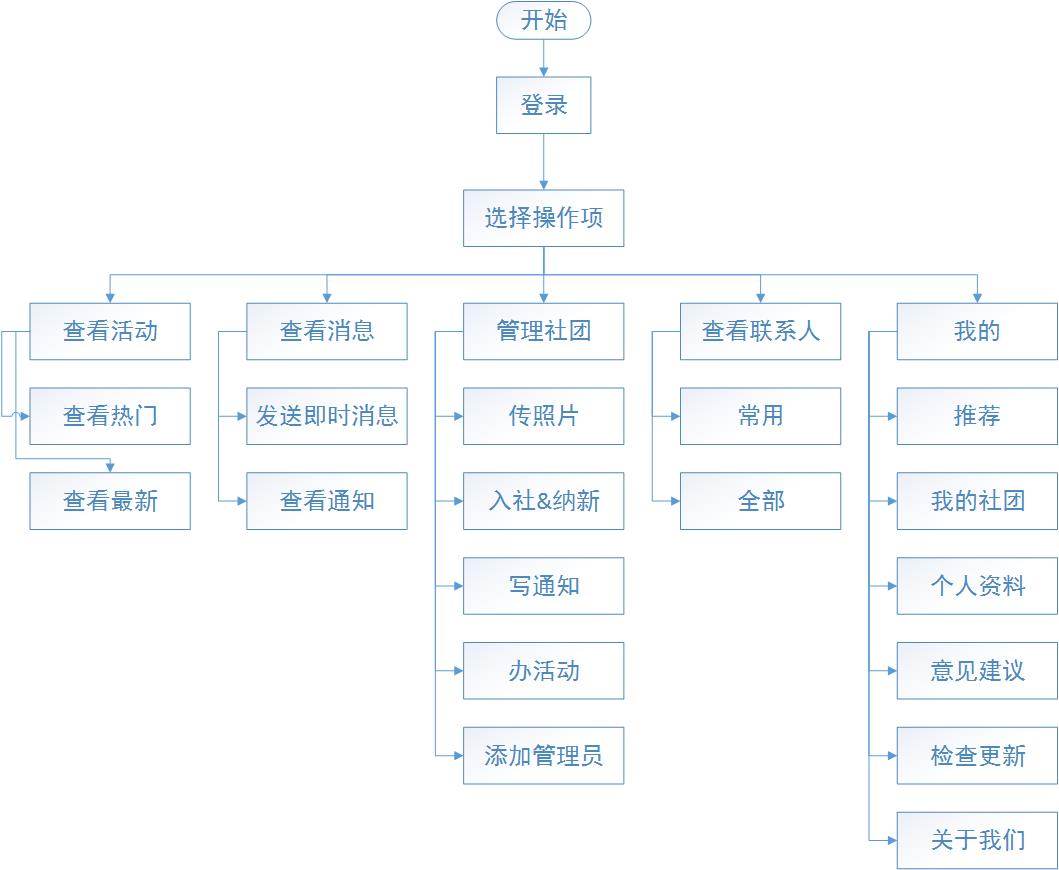 开始
登录
选择操作项
查看活动
查看消息
管理社团
查看联系人
我的
查看热门
发送即时消息
传照片
常用
推荐
查看最新
查看通知
入社&纳新
全部
我的社团
写通知
个人资料
办活动
意见建议
添加管理员
检查更新
关于我们